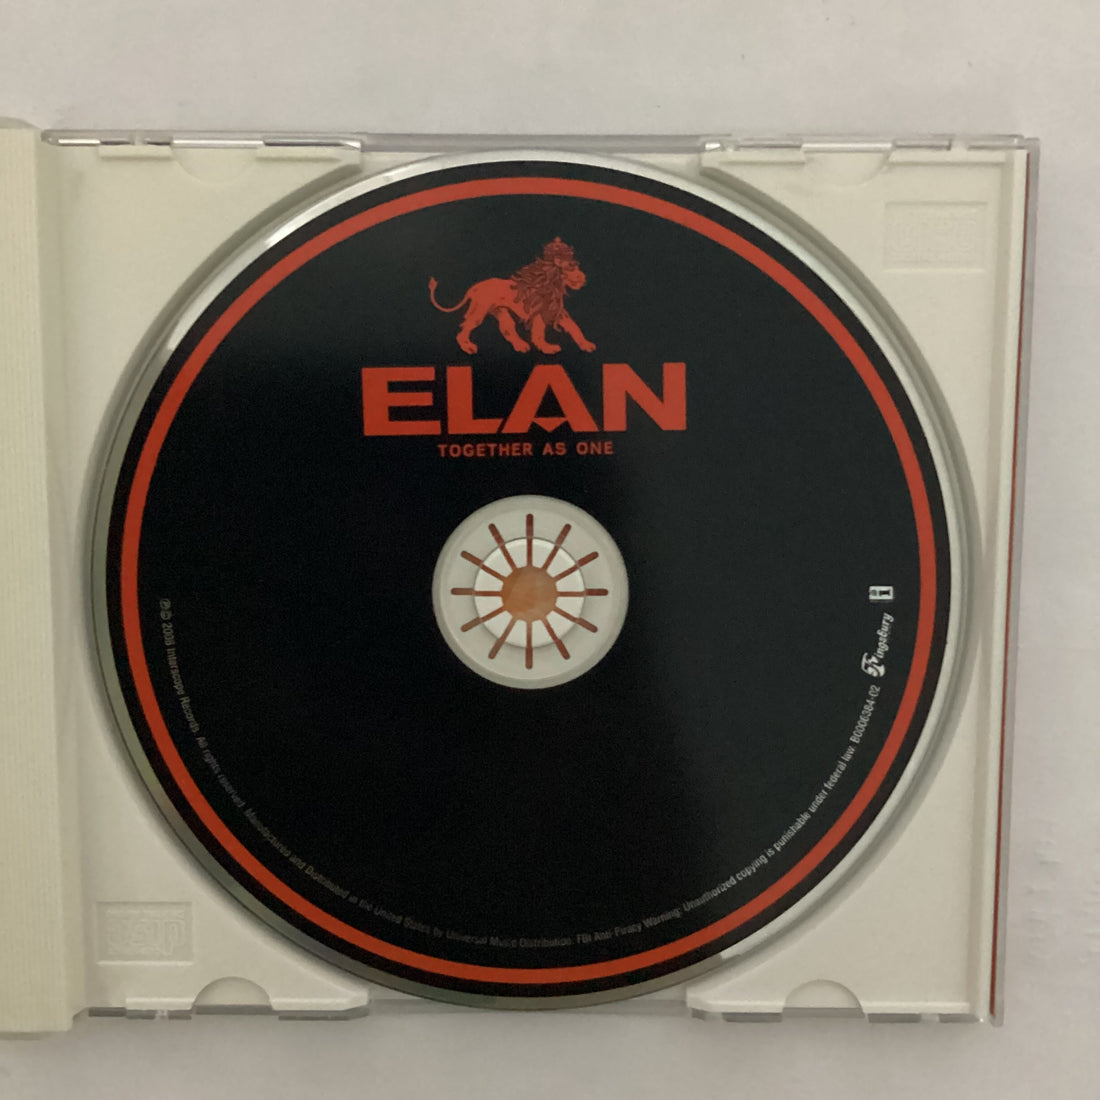 ELAN
TOGETHER AS ONE
℗ © 2006 Interscope Records. All rights reserved. Manufactured and Distributed in the United States by Universal Music Distribution. FBI Anti-Piracy Warning: Unauthorized copying is punishable under federal law. B0006384-02
Kingsbury
i